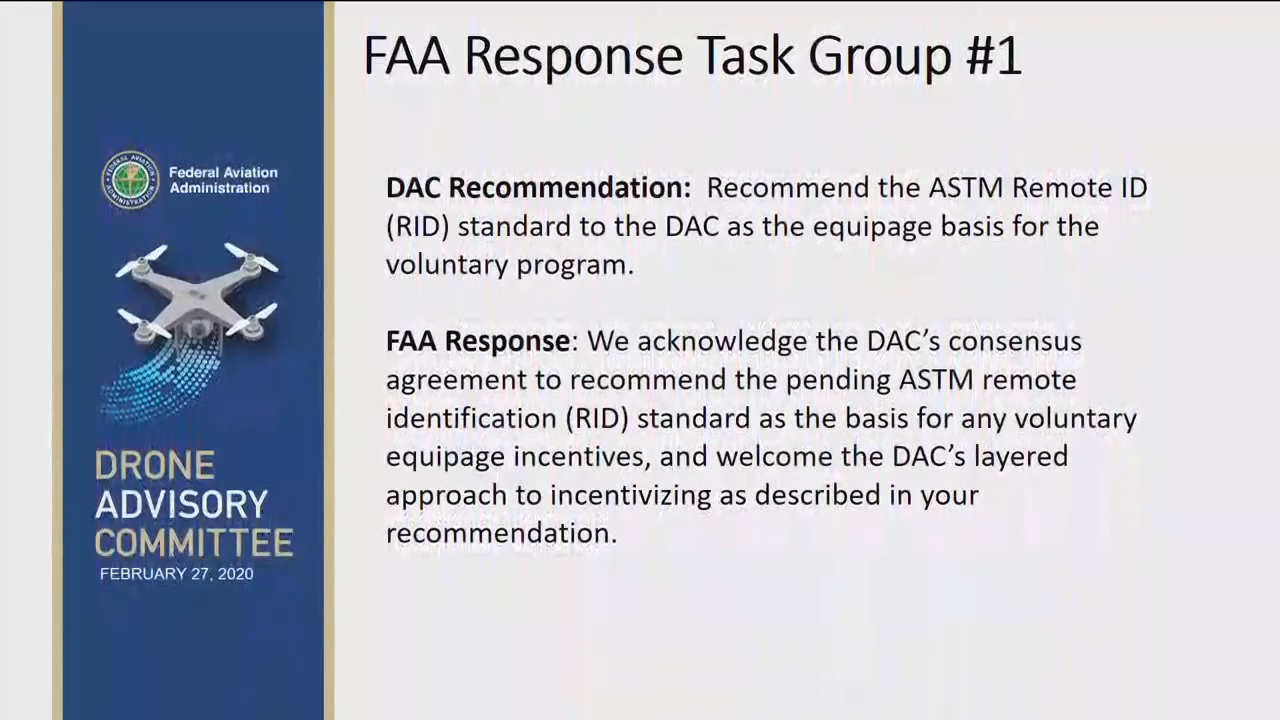 FAA Response Task Group #1
Federal Aviation
Administration
DRONE
ADVISORY
COMMITTEE
FEBRUARY 27, 2020
DAC Recommendation: Recommend the ASTM Remote ID
(RID) standard to the DAC as the equipage basis for the
voluntary program.
FAA Response: We acknowledge the DAC’s consensus
agreement to recommend the pending ASTM remote
identification (RID) standard as the basis for any voluntary
equipage incentives, and welcome the DAC’s layered
approach to incentivizing as described in your
recommendation.